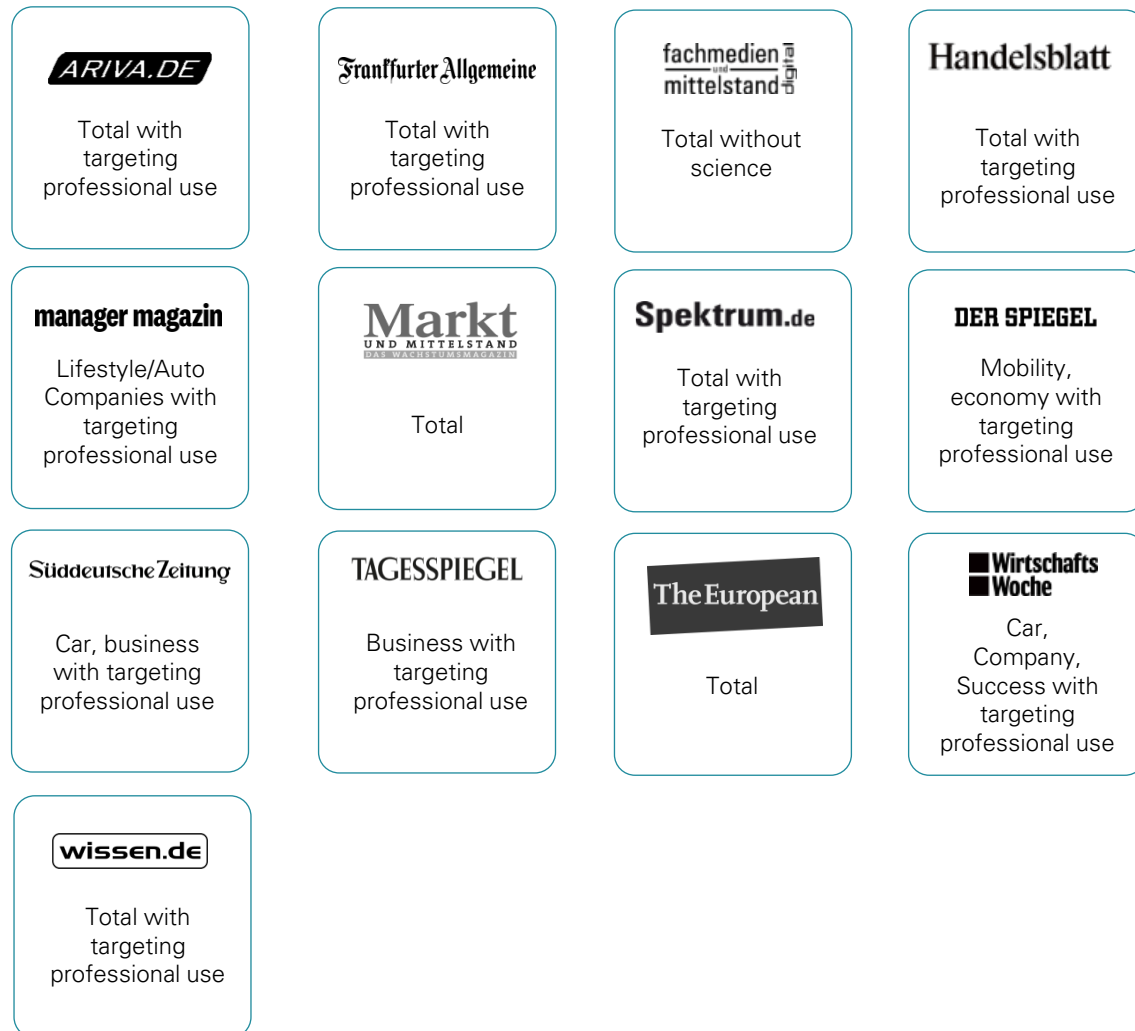 ARIVA.DE
Total with
targeting
professional use
Frankfurter Allgemeine
Total with
targeting
professional use
fachmedien
und
mittelstand
digital
Total without
science
Handelsblatt
Total with
targeting
professional use
manager magazin
Lifestyle/Auto
Companies with
targeting
professional use
Markt
UND MITTELSTAND
DAS WACHSTUMSMAGAZIN
Total
Spektrum.de
Total with
targeting
professional use
DER SPIEGEL
Mobility,
economy with
targeting
professional use
Süddeutsche Zeitung
Car, business
with targeting
professional use
TAGESSPIEGEL
Business with
targeting
professional use
The European
Total
Wirtschafts
Woche
Car,
Company,
Success with
targeting
professional use
wissen.de
Total with
targeting
professional use